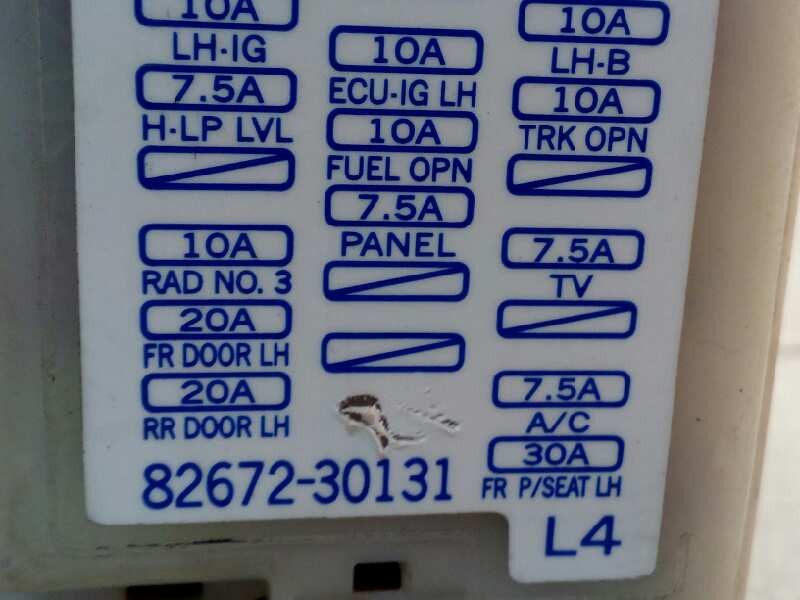 10A
LH-IG
7.5A
H-LP LVL
10A
RAD NO. 3
20A
FR DOOR LH
20A
RR DOOR LH
10A
ECU-IG LH
10A
FUEL OPN
7.5A
PANEL
10A
LH-B
10A
TRK OPN
7.5A
TV
7.5A
A/C
30A
FR P/SEAT LH
82672-30131
L4